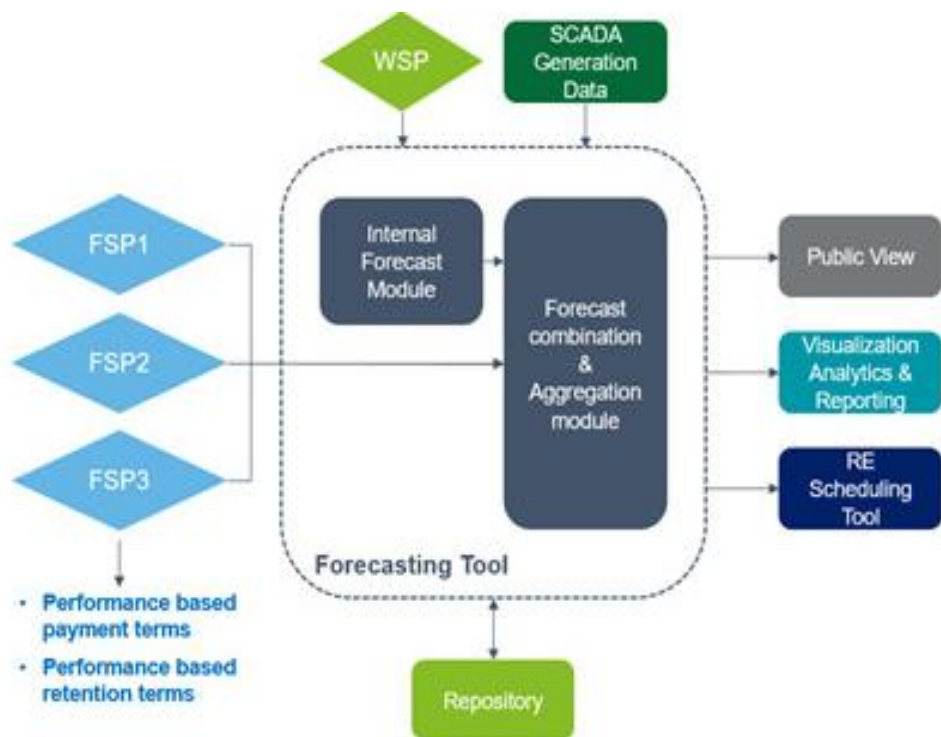 WSP
SCADA
Generation
Data
FSP1
FSP2
FSP3
Internal
Forecast
Module
Forecast
combination
&
Aggregation
module
Forecasting Tool
Public View
Visualization
Analytics &
Reporting
RE
Scheduling
Tool
• Performance based
payment terms
• Performance based
retention terms
Repository